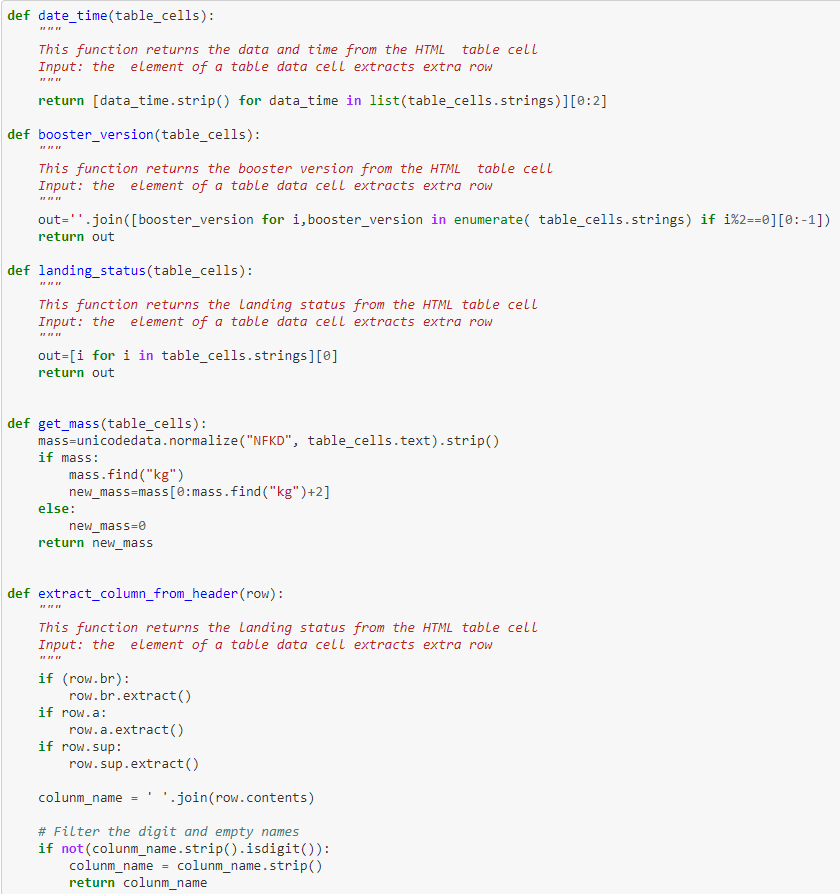 def date_time(table_cells):
    """
    This function returns the data and time from the HTML  table cell
    Input: the  element of a table data cell extracts extra row
    """
    return [data_time.strip() for data_time in list(table_cells.strings)][0:2]

def booster_version(table_cells):
    """
    This function returns the booster version from the HTML  table cell
    Input: the  element of a table data cell extracts extra row
    """
    out=''.join([booster_version for i,booster_version in enumerate( table_cells.strings) if i%2==0][0:-1])
    return out

def landing_status(table_cells):
    """
    This function returns the landing status from the HTML table cell
    Input: the  element of a table data cell extracts extra row
    """
    out=[i for i in table_cells.strings][0]
    return out


def get_mass(table_cells):
    mass=unicodedata.normalize("NFKD", table_cells.text).strip()
    if mass:
        mass.find("kg")
        new_mass=mass[0:mass.find("kg")+2]
    else:
        new_mass=0
    return new_mass


def extract_column_from_header(row):
    """
    This function returns the landing status from the HTML table cell
    Input: the  element of a table data cell extracts extra row
    """
    if (row.br):
        row.br.extract()
    if row.a:
        row.a.extract()
    if row.sup:
        row.sup.extract()

    colunm_name = ' '.join(row.contents)

    # Filter the digit and empty names
    if not(colunm_name.strip().isdigit()):
        colunm_name = colunm_name.strip()
        return colunm_name